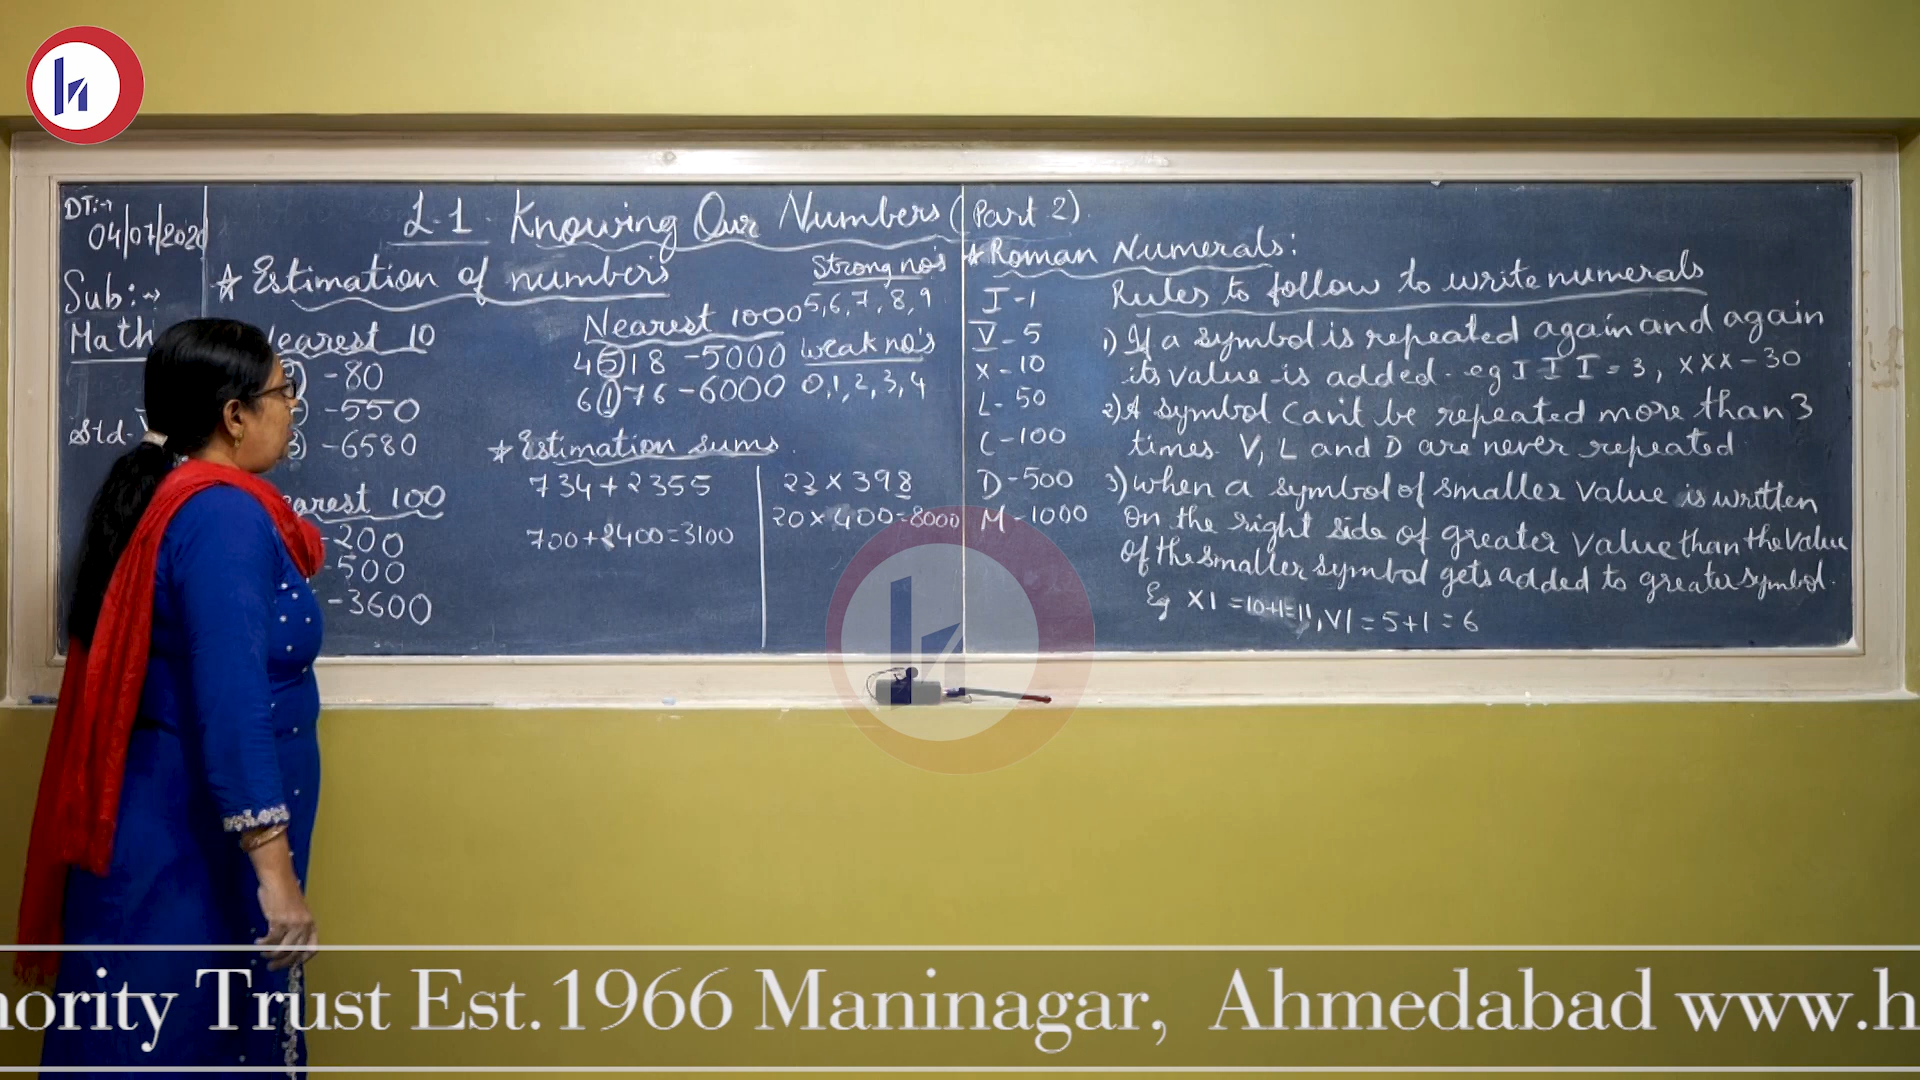 DT:→
04/07/2020
Sub:→
Math
Std-
L.1 Knowing Our Numbers (Part 2)
* Estimation of numbers
Nearest 10
-80
-550
-6580
arest 100
-200
-500
-3600
Nearest 1000
4518 -5000
6176 -6000
Strong no's
5,6,7,8,9
weak no's
0,1,2,3,4
* Estimation sums
734+2355
700+2400=3100
22 x 398
20 x 400=8000
* Roman Numerals:
I-1
V-5
X-10
L-50
C-100
D-500
M-1000
Rules to follow to write numerals
1) If a symbol is repeated again and again
its value is added. eg I I I = 3, XXX-30
2) A symbol can't be repeated more than 3
times. V, L and D are never repeated
3) when a symbol of smaller value is written
on the right side of greater value than the value
of the smaller symbol gets added to greater symbol.
Eg XI =10+1=11, VI = 5+1=6
ority Trust Est.1966 Maninagar, Ahmedabad www.h